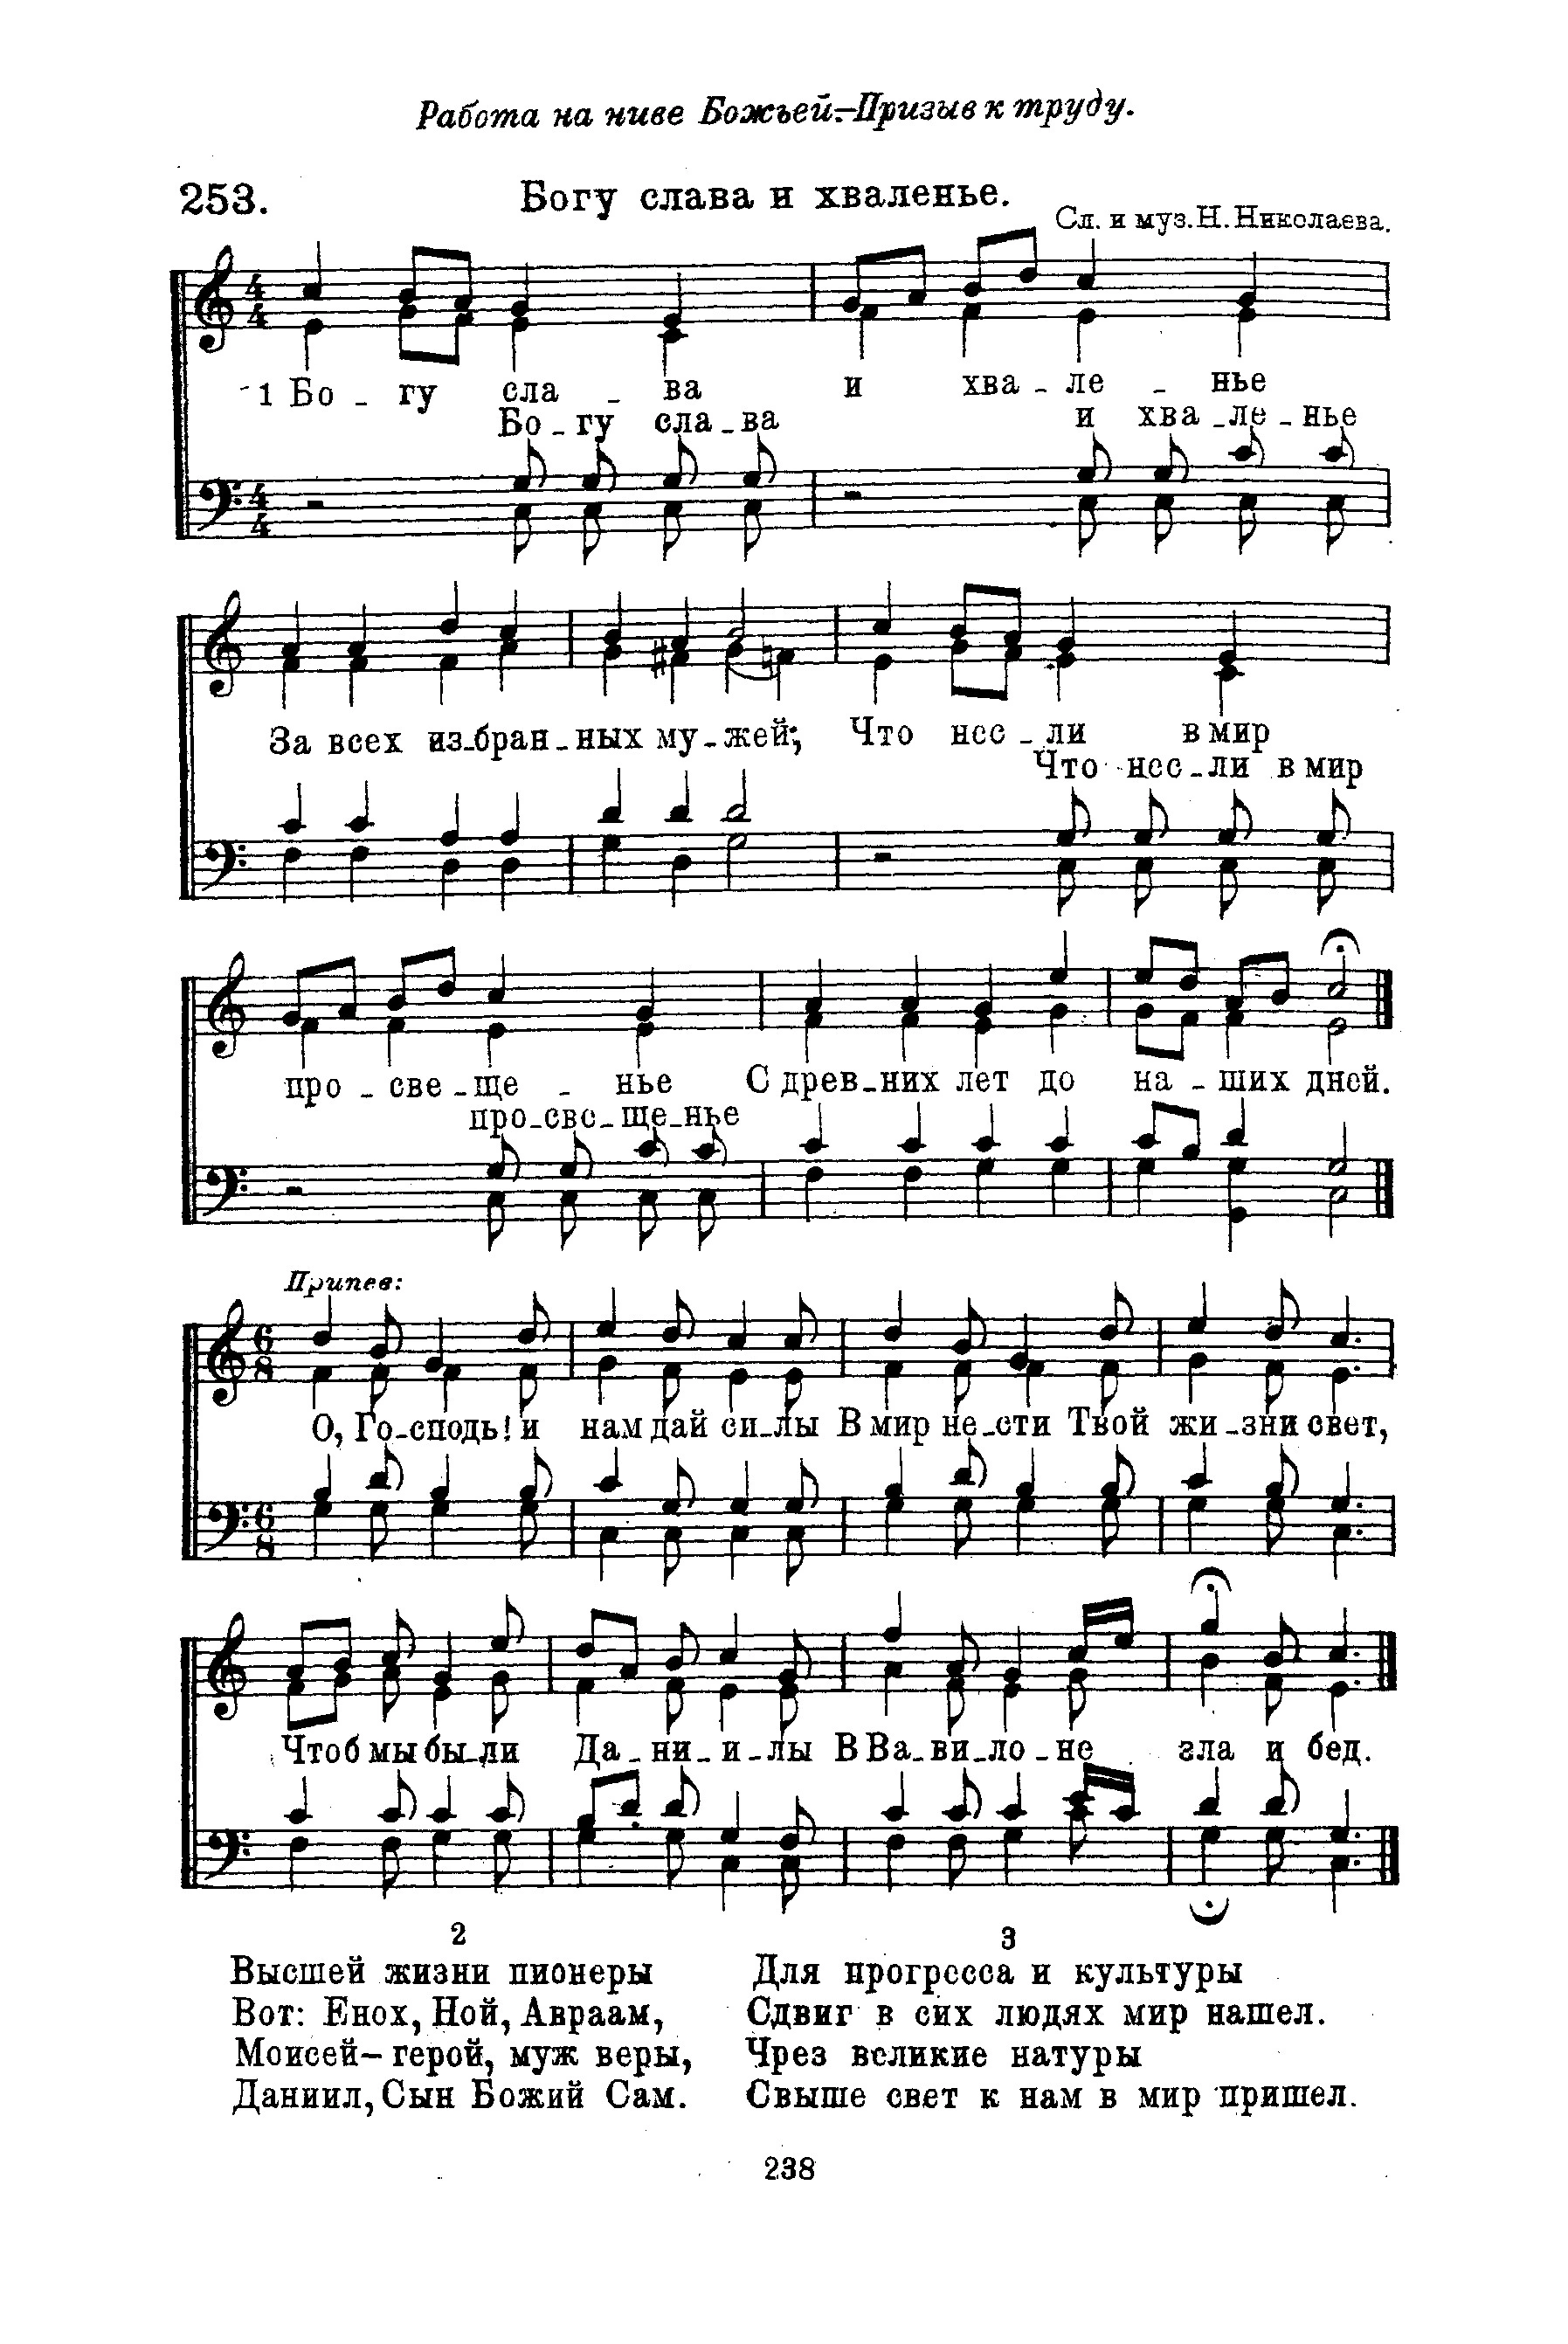 Работа на ниве Божьей.-Призыв к труду.
253.
Богу слава и хваленье.
Сл. и муз. Н. Николаева.
4 4
1 Бо - гу сла - ва и хва - ле - нье
Бо - гу сла - ва и хва - ле - нье
4 4
За всех из - бран - ных му - жей; Что нес - ли в мир
Что нес - ли в мир
про - све - ще - нье С древ - них лет до на - ших дней.
про - све - ще - нье
Припев:
6 8
О, Го - сподь! и нам дай си - лы В мир не - сти Твой жи - зни свет,
6 8
Чтоб мы бы - ли Да - ни - и - лы В Ва - ви - ло - не зла и бед.
2
Высшей жизни пионеры
Вот: Енох, Ной, Авраам,
Моисей – герой, муж веры,
Даниил, Сын Божий Сам.
3
Для прогресса и культуры
Сдвиг в сих людях мир нашел.
Чрез великие натуры
Свыше свет к нам в мир пришел.
238